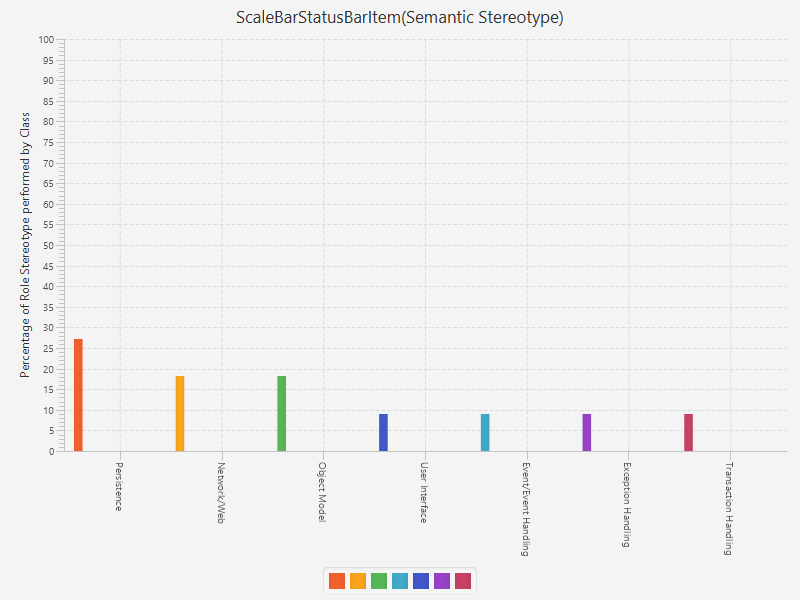 ScaleBarStatusBarItem(Semantic Stereotype)
Percentage of Role Stereotype performed by Class
100
95
90
85
80
75
70
65
60
55
50
45
40
35
30
25
20
15
10
5
0
Persistence
Network/Web
Object Model
User Interface
Event/Event Handling
Exception Handling
Transaction Handling